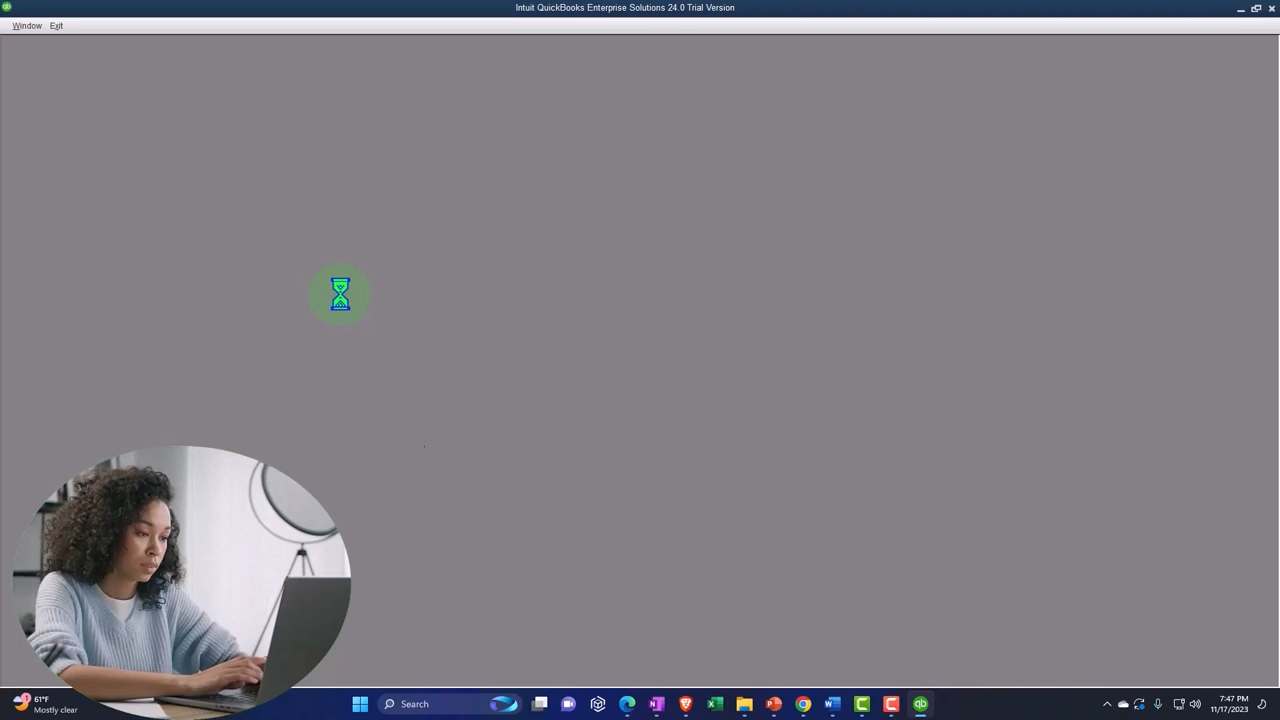 Intuit QuickBooks Enterprise Solutions 24.0 Trial Version
Window Exit
61°F
Mostly clear
Search
7:47 PM
11/17/2023